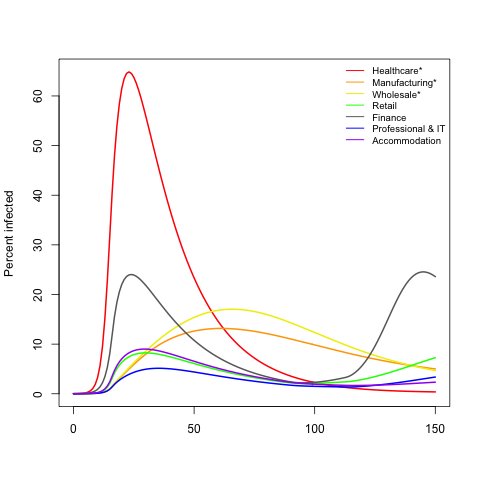 Healthcare*
Manufacturing*
Wholesale*
Retail
Finance
Professional & IT
Accommodation
Percent infected
60
50
40
30
20
10
0
0 50 100 150